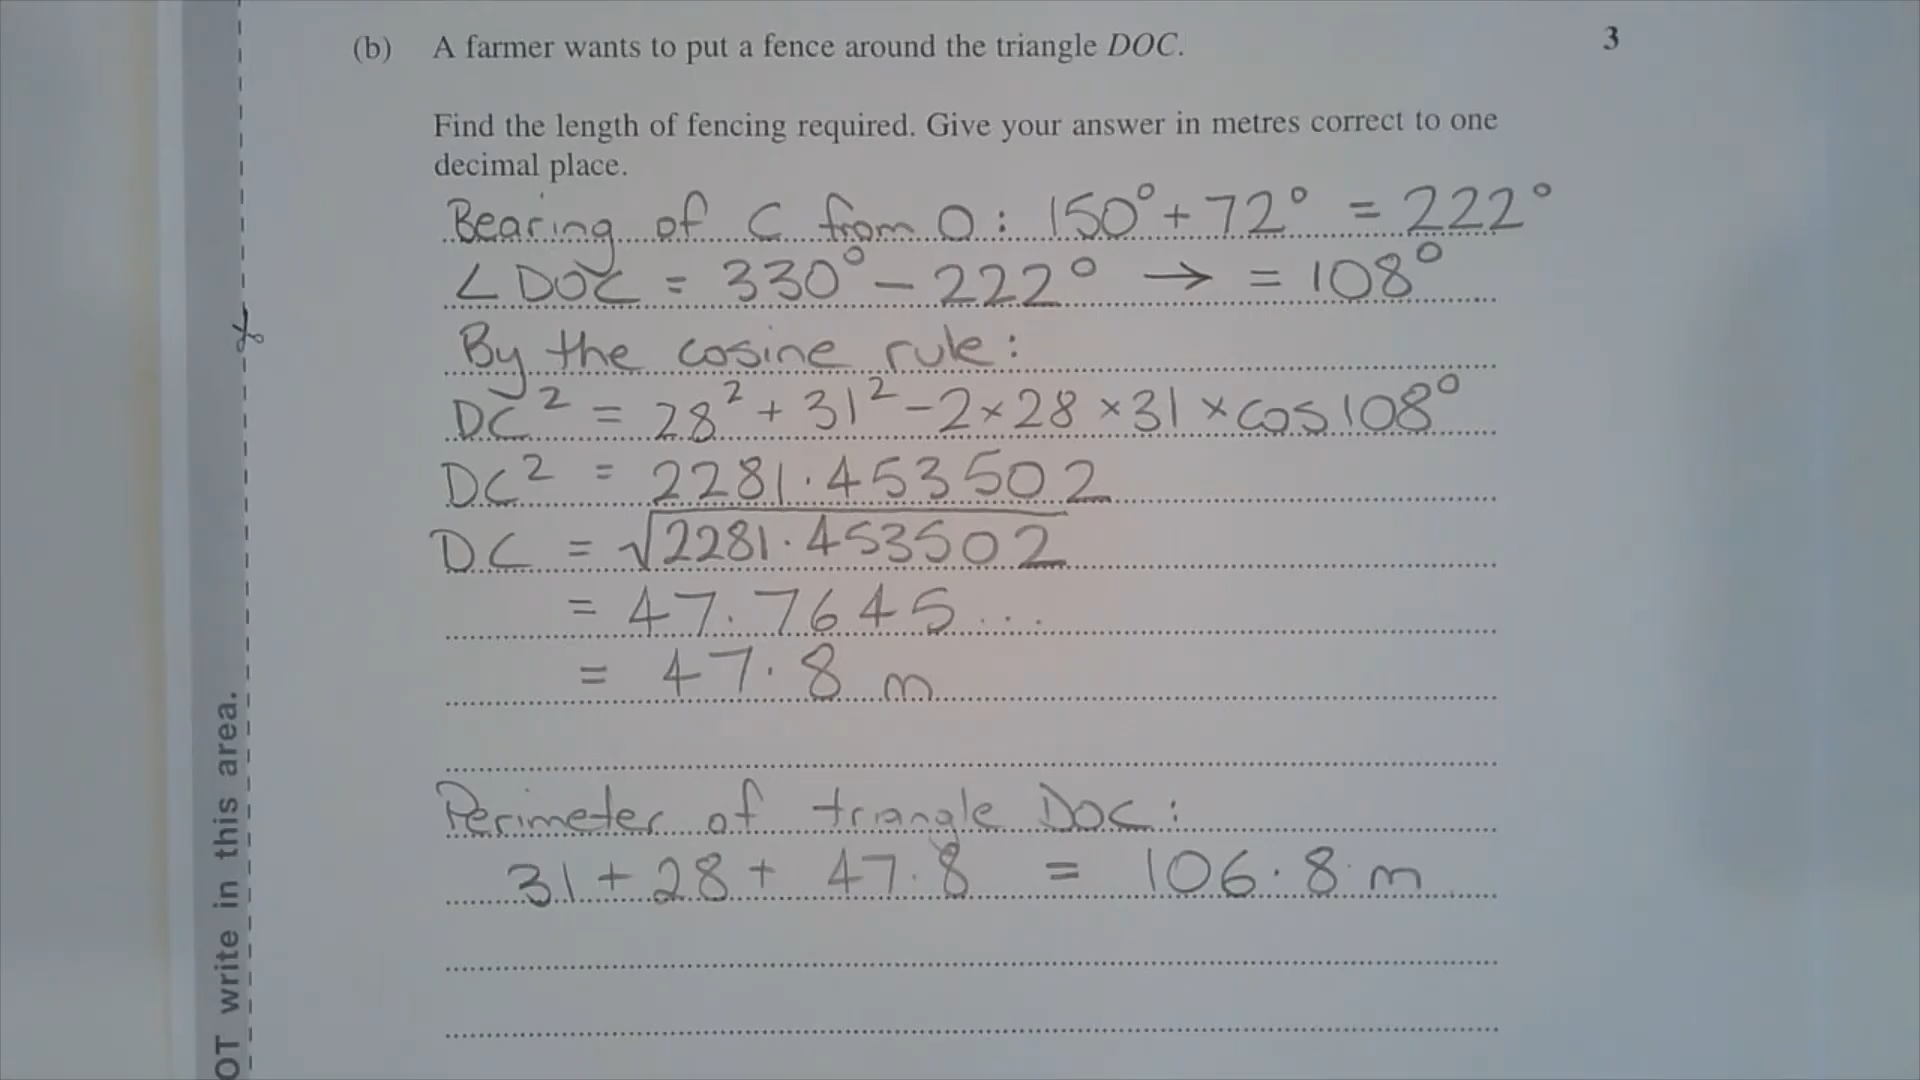 (b) A farmer wants to put a fence around the triangle DOC. 3
Find the length of fencing required. Give your answer in metres correct to one
decimal place.
Bearing of C from O: 150° + 72° = 222°
∠DOC = 330° - 222° → = 108°
By the cosine rule:
DC² = 28² + 31² - 2 × 28 × 31 × cos 108°
DC² = 2281.453502
DC = √2281.453502
= 47.7645...
= 47.8 m
Perimeter of triangle DOC:
31 + 28 + 47.8 = 106.8 m
OT write in this area.